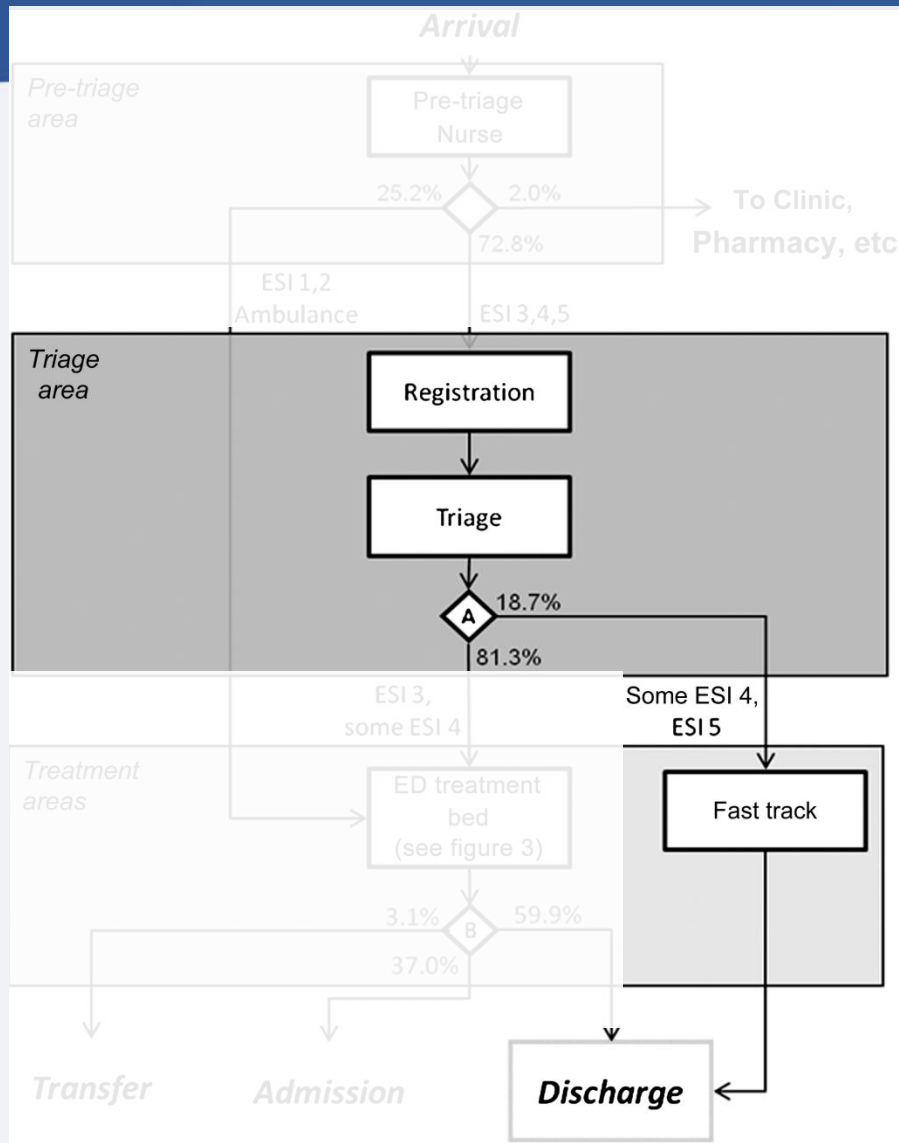 Arrival
Pre-triage
area
Pre-triage
Nurse
25.2%
2.0%
To Clinic,
Pharmacy, etc
72.8%
ESI 1,2
Ambulance
ESI 3,4,5
Triage
area
Registration
Triage
A
18.7%
81.3%
ESI 3,
some ESI 4
Some ESI 4,
ESI 5
Treatment
areas
ED treatment
bed
(see figure 3)
Fast track
3.1%
B
59.9%
37.0%
Transfer
Admission
Discharge